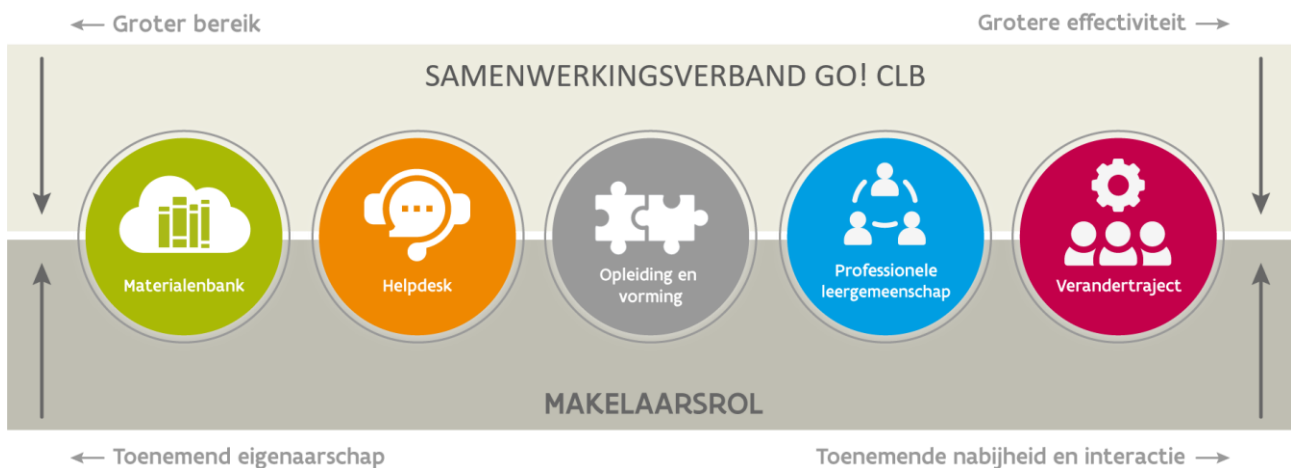 ← Groter bereik
Grotere effectiviteit →
SAMENWERKINGSVERBAND GO! CLB
Materialenbank
Helpdesk
Opleiding en
vorming
Professionele
leergemeenschap
Verandertraject
MAKELAARSROL
← Toenemend eigenaarschap
Toenemende nabijheid en interactie →